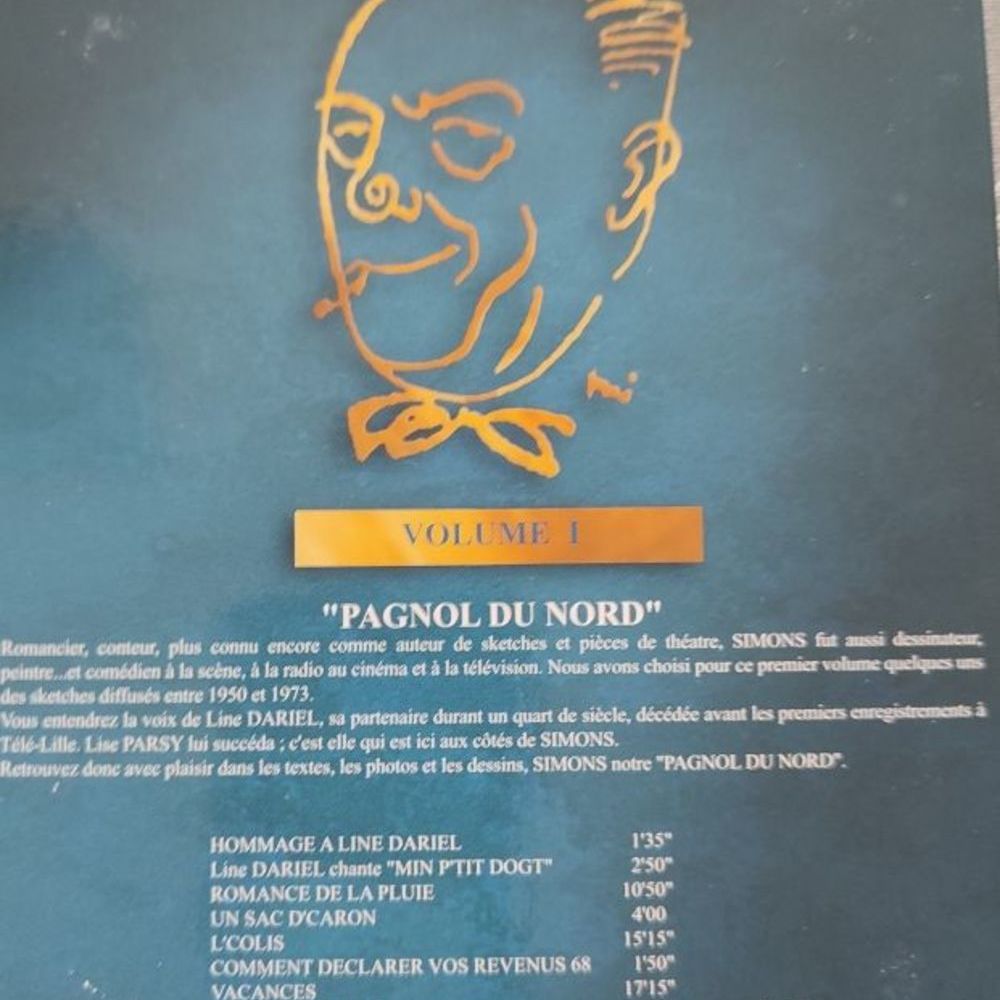 VOLUME I
"PAGNOL DU NORD"
Romancier, conteur, plus connu encore comme auteur de sketches et pièces de théatre, SIMONS fut aussi dessinateur,
peintre...et comédien à la scène, à la radio au cinéma et à la télévision. Nous avons choisi pour ce premier volume quelques uns
des sketches diffusés entre 1950 et 1973.
Vous entendrez la voix de Line DARIEL, sa partenaire durant un quart de siècle, décédée avant les premiers enregistrements à
Télé-Lille. Lise PARSY lui succéda ; c'est elle qui est ici aux côtés de SIMONS.
Retrouvez donc avec plaisir dans les textes, les photos et les dessins, SIMONS notre "PAGNOL DU NORD".
HOMMAGE A LINE DARIEL 1'35"
Line DARIEL chante "MIN P'TIT DOGT" 2'50"
ROMANCE DE LA PLUIE 10'50"
UN SAC D'CARON 4'00
L'COLIS 15'15"
COMMENT DECLARER VOS REVENUS 68 1'50"
VACANCES 17'15"